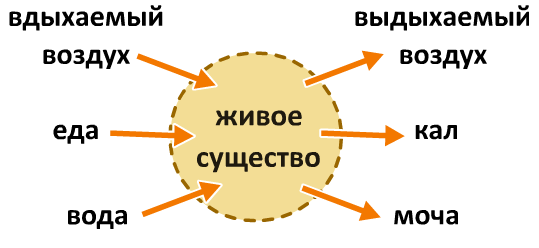 вдыхаемый
воздух
выдыхаемый
воздух
живое
существо
еда
кал
вода
моча